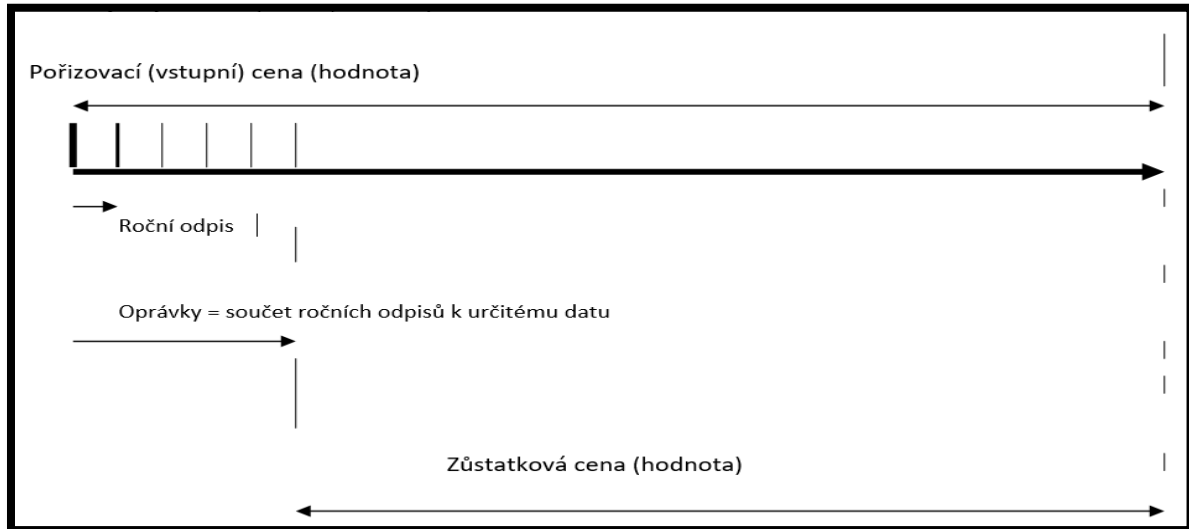 Pořizovací (vstupní) cena (hodnota)
Roční odpis
Oprávky = součet ročních odpisů k určitému datu
Zůstatková cena (hodnota)